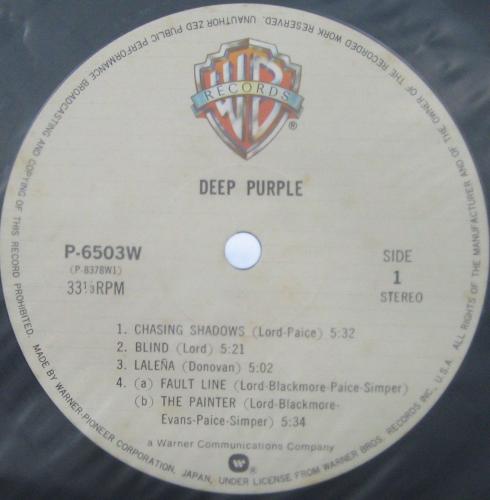 ALL RIGHTS OF THE MANUFACTURER AND OF THE OWNER OF THE RECORDED WORK RESERVED. UNAUTHORIZED PUBLIC PERFORMANCE BROADCASTING AND COPYING OF THIS RECORD PROHIBITED. MADE BY WARNER-PIONEER CORPORATION, JAPAN, UNDER LICENSE FROM WARNER BROS. RECORDS INC., U.S.A.
WB
RECORDS
®
DEEP PURPLE
P-6503W
(P-8378W1)
33⅓RPM
SIDE
1
STEREO
1. CHASING SHADOWS (Lord-Paice) 5:32
2. BLIND (Lord) 5:21
3. LALEÑA (Donovan) 5:02
4. (a) FAULT LINE (Lord-Blackmore-Paice-Simper)
(b) THE PAINTER (Lord-Blackmore-
Evans-Paice-Simper) 5:34
a Warner Communications Company
®